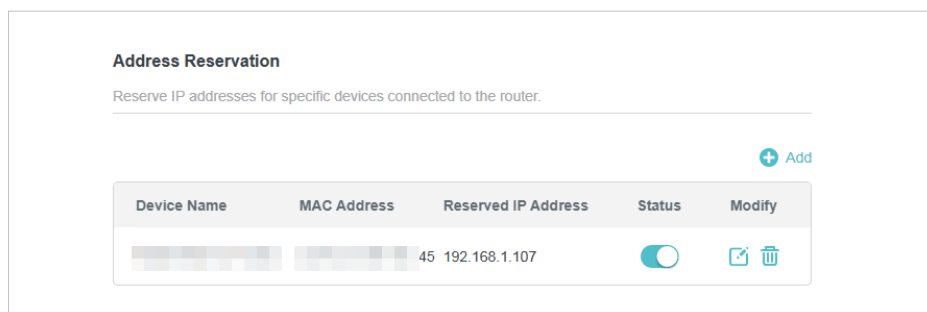 Address Reservation
Reserve IP addresses for specific devices connected to the router.
Add
Device Name MAC Address Reserved IP Address Status Modify
45 192.168.1.107